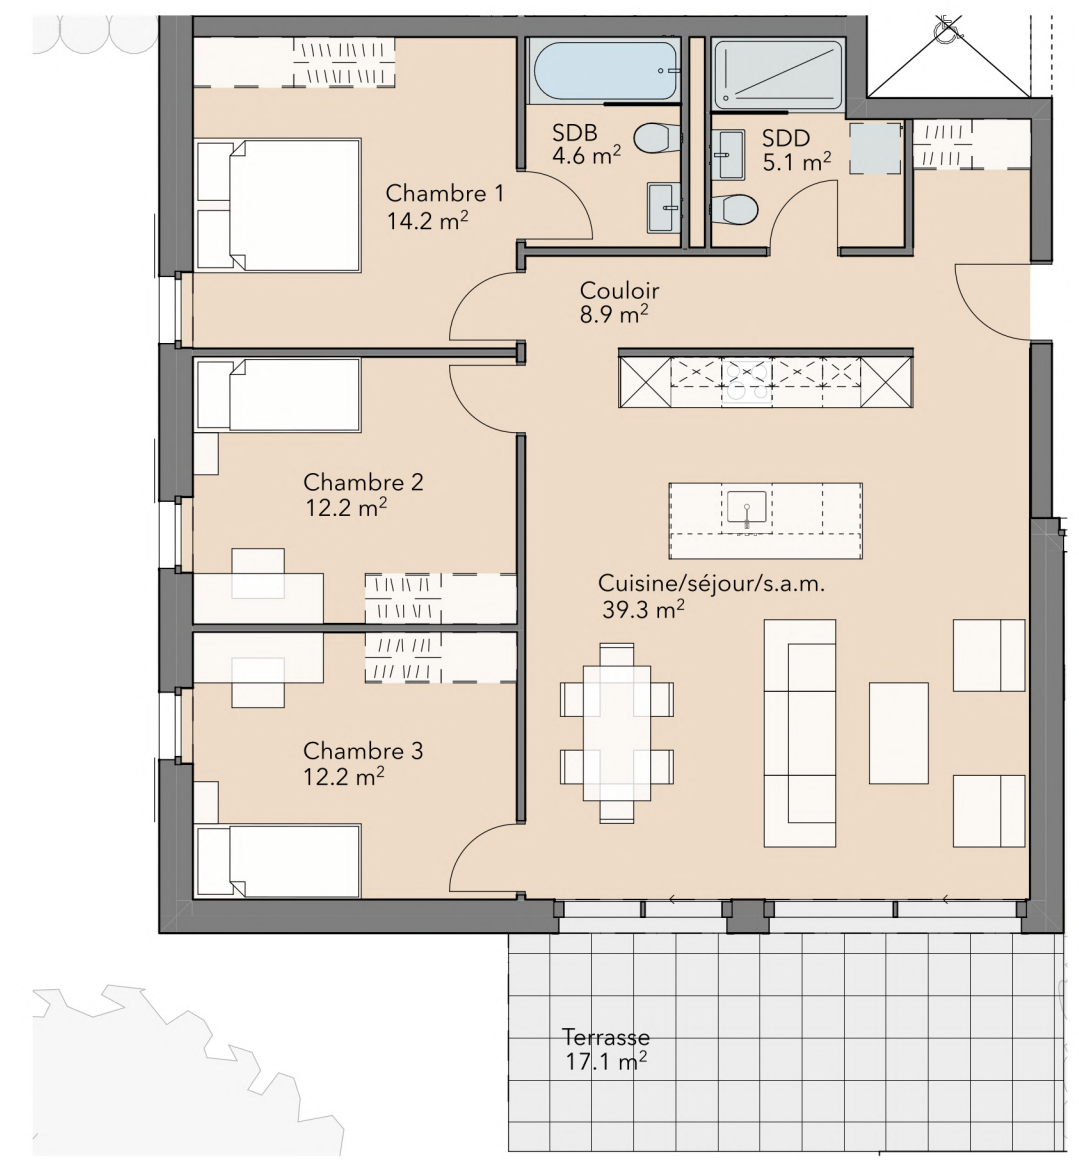 SDB
4.6 m²
SDD
5.1 m²
Chambre 1
14.2 m²
Couloir
8.9 m²
Chambre 2
12.2 m²
Cuisine/séjour/s.a.m.
39.3 m²
Chambre 3
12.2 m²
Terrasse
17.1 m²